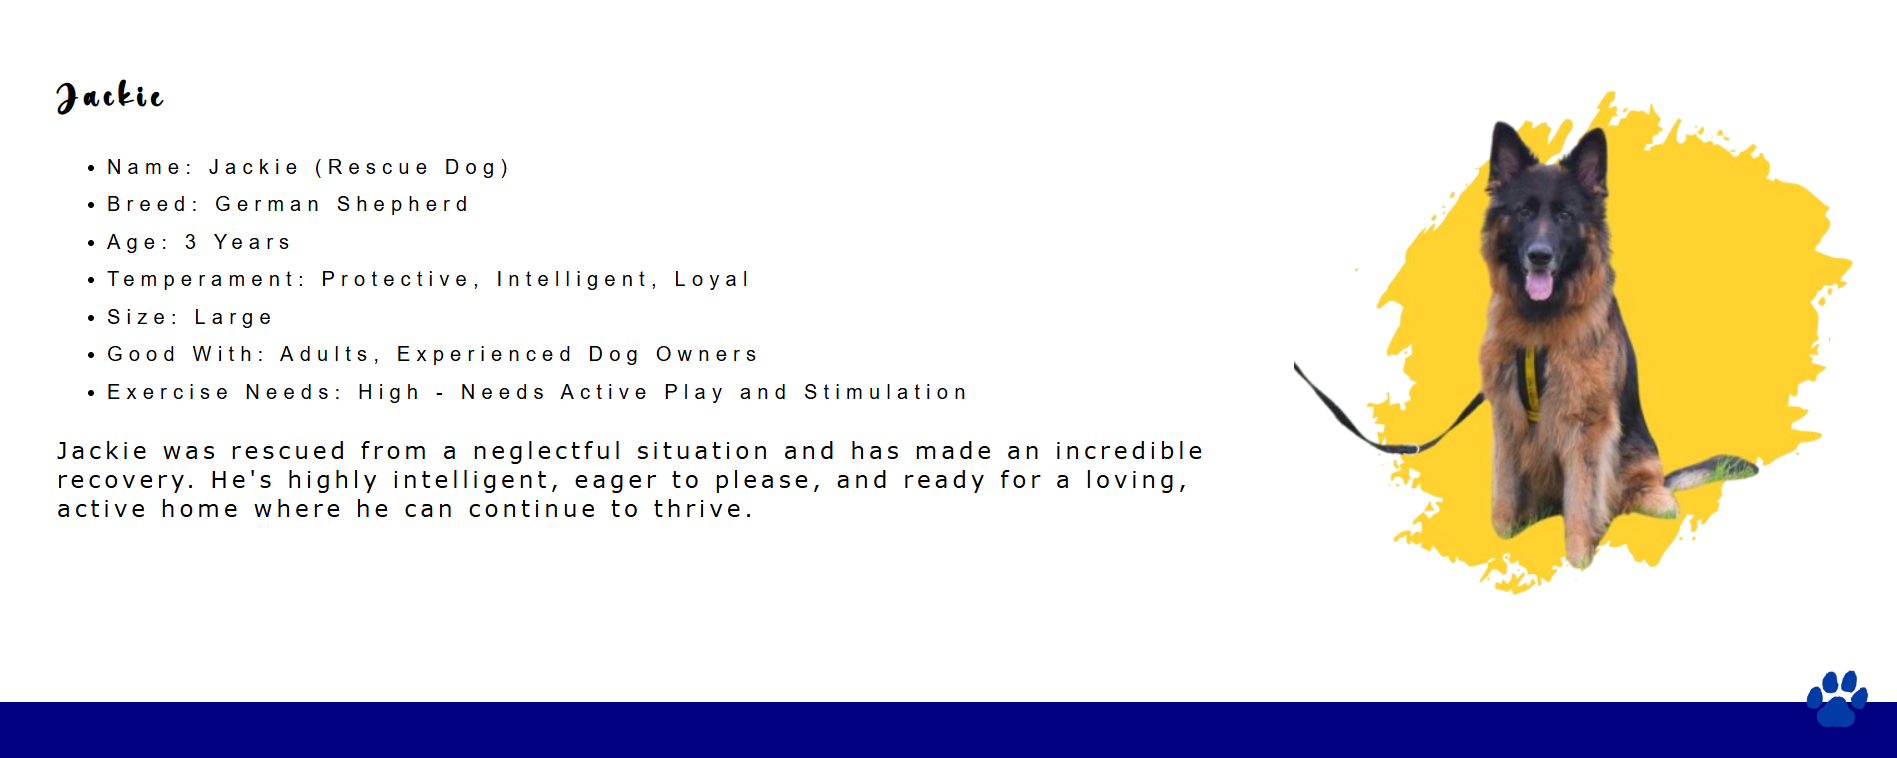 Jackie
Name: Jackie (Rescue Dog)
Breed: German Shepherd
Age: 3 Years
Temperament: Protective, Intelligent, Loyal
Size: Large
Good With: Adults, Experienced Dog Owners
Exercise Needs: High - Needs Active Play and Stimulation
Jackie was rescued from a neglectful situation and has made an incredible
recovery. He's highly intelligent, eager to please, and ready for a loving,
active home where he can continue to thrive.